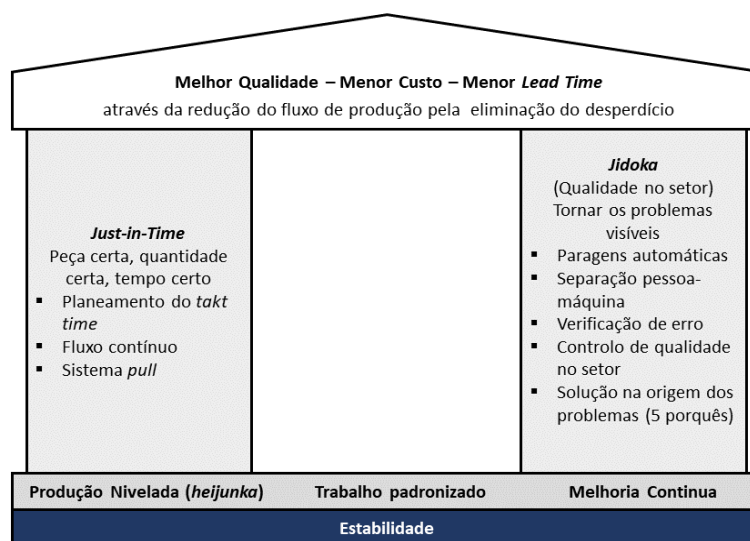 Melhor Qualidade – Menor Custo – Menor Lead Time
através da redução do fluxo de produção pela eliminação do desperdício
Just-in-Time
Peça certa, quantidade
certa, tempo certo
▪ Planeamento do takt
time
▪ Fluxo contínuo
▪ Sistema pull
Jidoka
(Qualidade no setor)
Tornar os problemas
visíveis
▪ Paragens automáticas
▪ Separação pessoa-
máquina
▪ Verificação de erro
▪ Controlo de qualidade
no setor
▪ Solução na origem dos
problemas (5 porquês)
Produção Nivelada (heijunka)
Trabalho padronizado
Melhoria Continua
Estabilidade